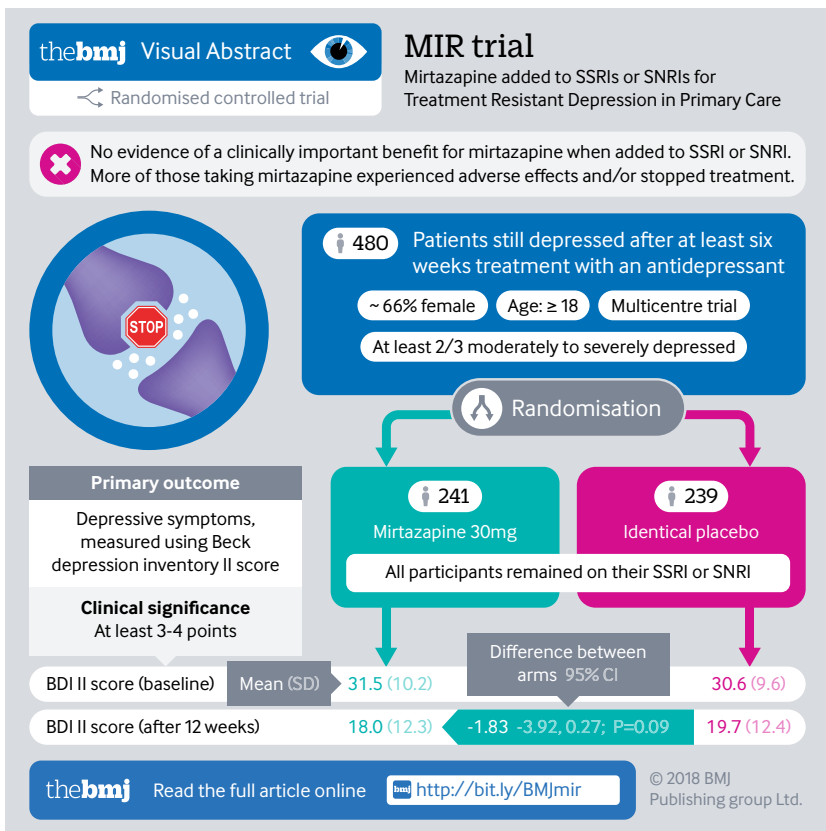 thebmj Visual Abstract
Randomised controlled trial
MIR trial
Mirtazapine added to SSRIs or SNRIs for
Treatment Resistant Depression in Primary Care
No evidence of a clinically important benefit for mirtazapine when added to SSRI or SNRI.
More of those taking mirtazapine experienced adverse effects and/or stopped treatment.
STOP
480 Patients still depressed after at least six
weeks treatment with an antidepressant
~ 66% female Age: ≥ 18 Multicentre trial
At least 2/3 moderately to severely depressed
Randomisation
Primary outcome
Depressive symptoms,
measured using Beck
depression inventory II score
Clinical significance
At least 3-4 points
241
Mirtazapine 30mg
239
Identical placebo
All participants remained on their SSRI or SNRI
Difference between
arms 95% CI
BDI II score (baseline) Mean (SD) 31.5 (10.2) 30.6 (9.6)
BDI II score (after 12 weeks) 18.0 (12.3) -1.83 -3.92, 0.27; P=0.09 19.7 (12.4)
thebmj Read the full article online bmj http://bit.ly/BMJmir
© 2018 BMJ
Publishing group Ltd.